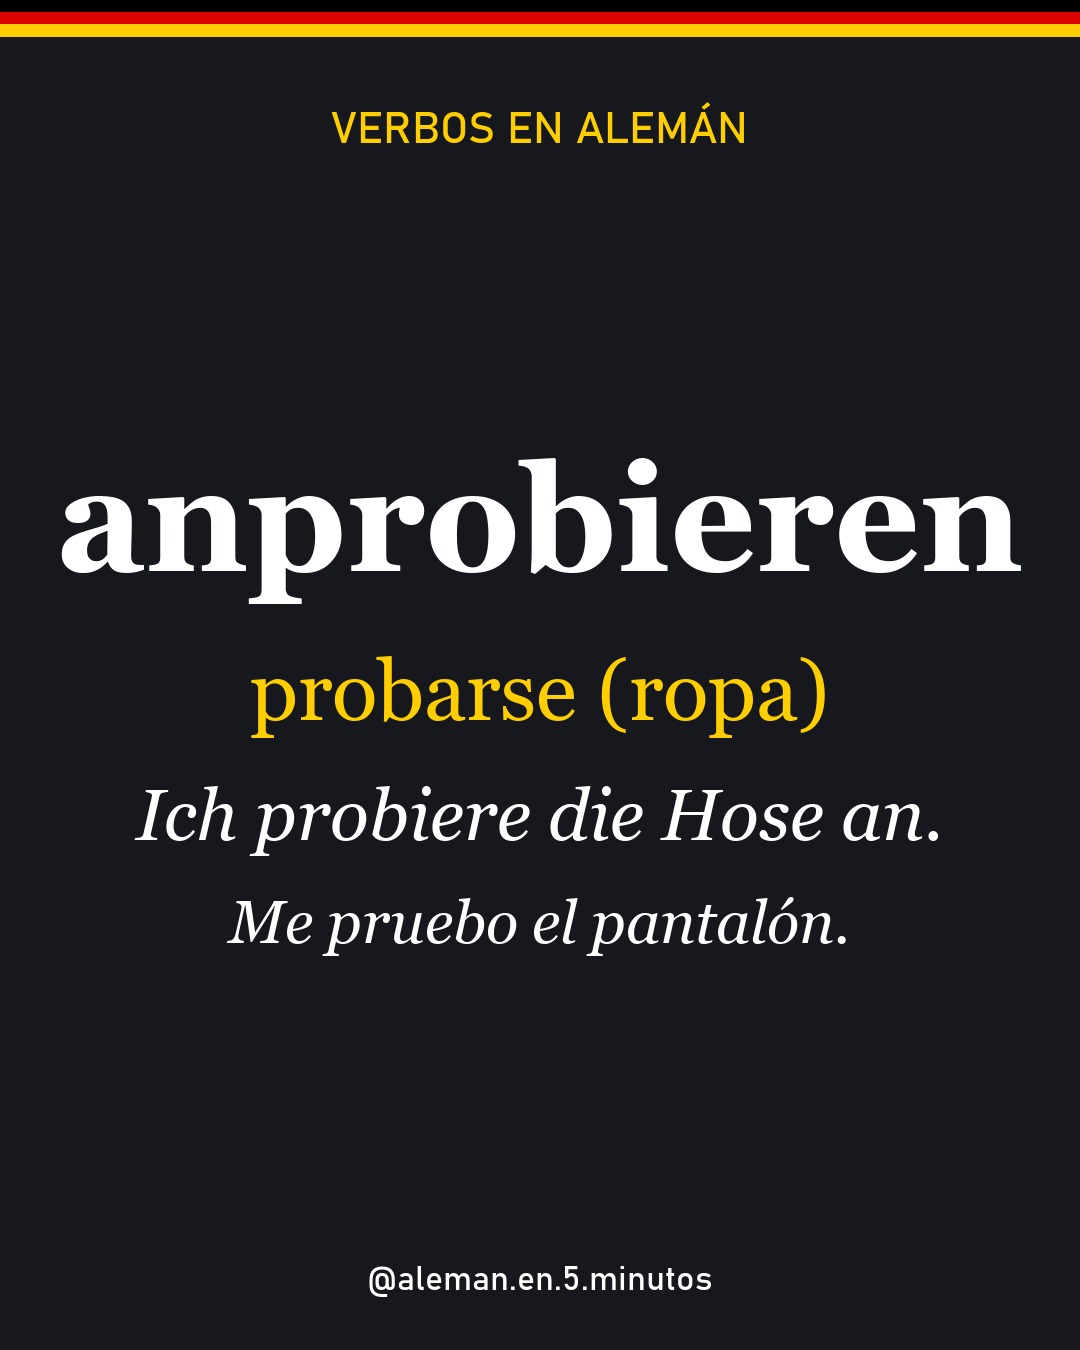 VERBOS EN ALEMÁN
anprobieren
probarse (ropa)
Ich probiere die Hose an.
Me pruebo el pantalón.
@aleman.en.5.minutos